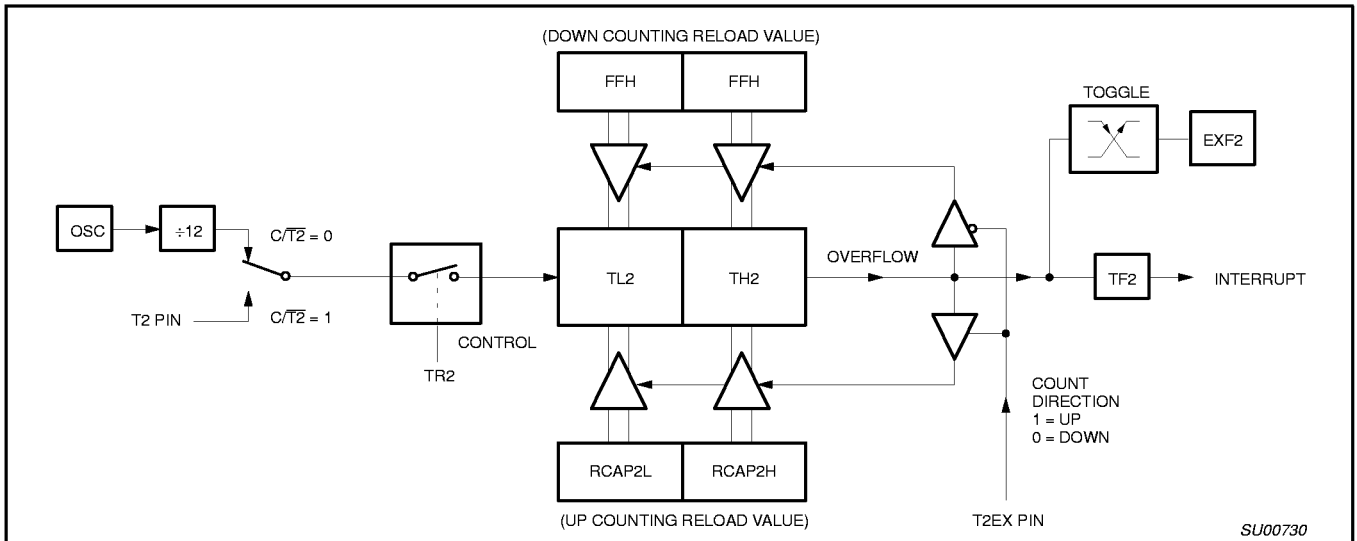 (DOWN COUNTING RELOAD VALUE)
FFH
FFH
TOGGLE
EXF2
OSC
÷12
C/T2̅ = 0
T2 PIN
C/T2̅ = 1
CONTROL
TR2
TL2
TH2
OVERFLOW
TF2
INTERRUPT
COUNT
DIRECTION
1 = UP
0 = DOWN
RCAP2L
RCAP2H
(UP COUNTING RELOAD VALUE)
T2EX PIN
SU00730